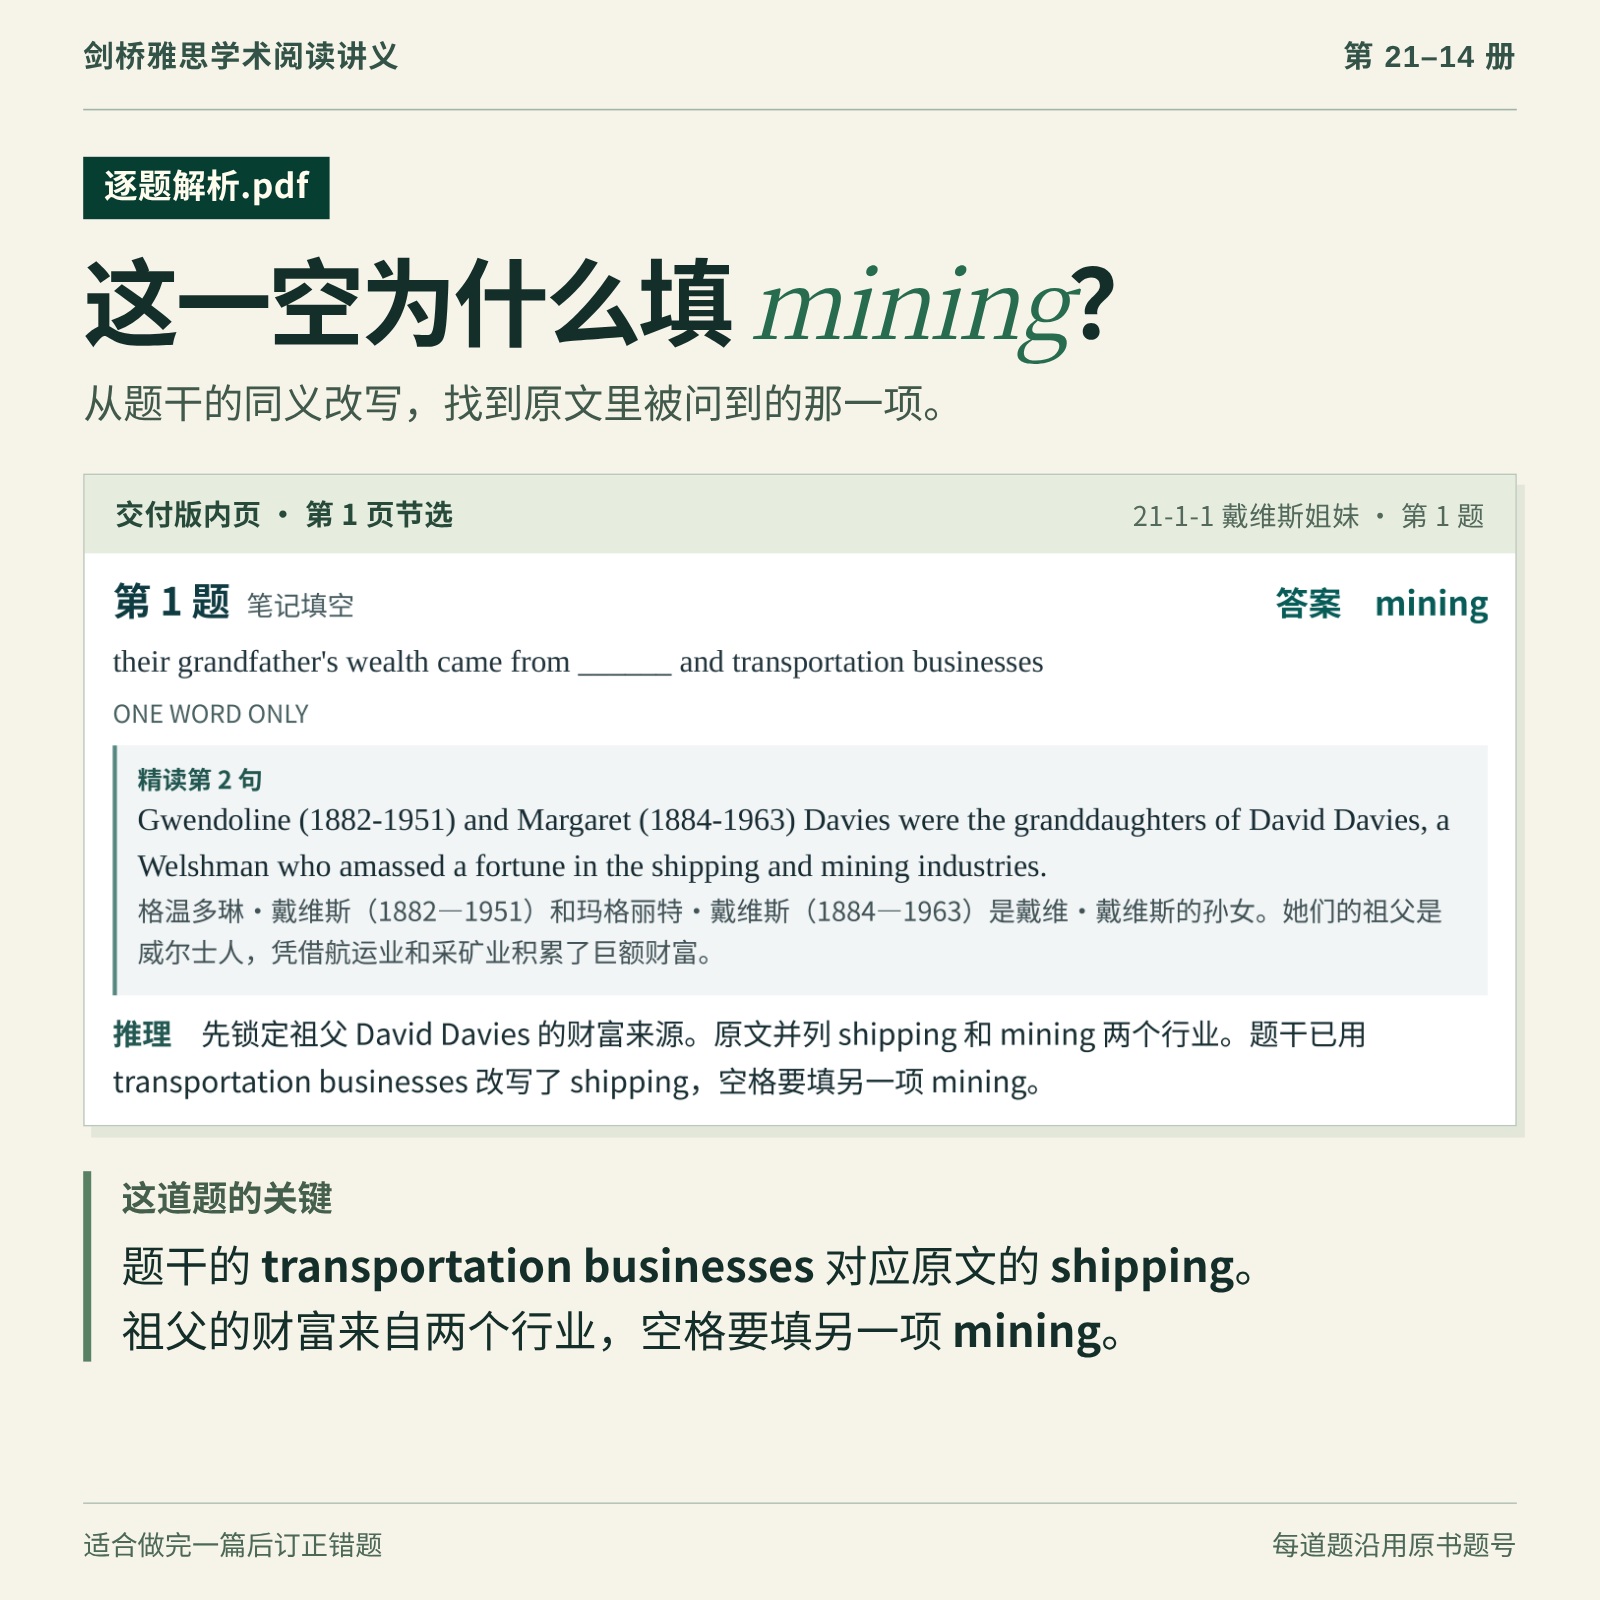 剑桥雅思学术阅读讲义
第 21–14 册
逐题解析.pdf
这一空为什么填 mining?
从题干的同义改写，找到原文里被问到的那一项。
交付版内页 · 第 1 页节选
21-1-1 戴维斯姐妹 · 第 1 题
第 1 题 笔记填空
答案 mining
their grandfather's wealth came from ______ and transportation businesses
ONE WORD ONLY
精读第 2 句
Gwendoline (1882-1951) and Margaret (1884-1963) Davies were the granddaughters of David Davies, a
Welshman who amassed a fortune in the shipping and mining industries.
格温多琳·戴维斯（1882—1951）和玛格丽特·戴维斯（1884—1963）是戴维·戴维斯的孙女。她们的祖父是
威尔士人，凭借航运业和采矿业积累了巨额财富。
推理 先锁定祖父 David Davies 的财富来源。原文并列 shipping 和 mining 两个行业。题干已用
transportation businesses 改写了 shipping，空格要填另一项 mining。
这道题的关键
题干的 transportation businesses 对应原文的 shipping。
祖父的财富来自两个行业，空格要填另一项 mining。
适合做完一篇后订正错题
每道题沿用原书题号